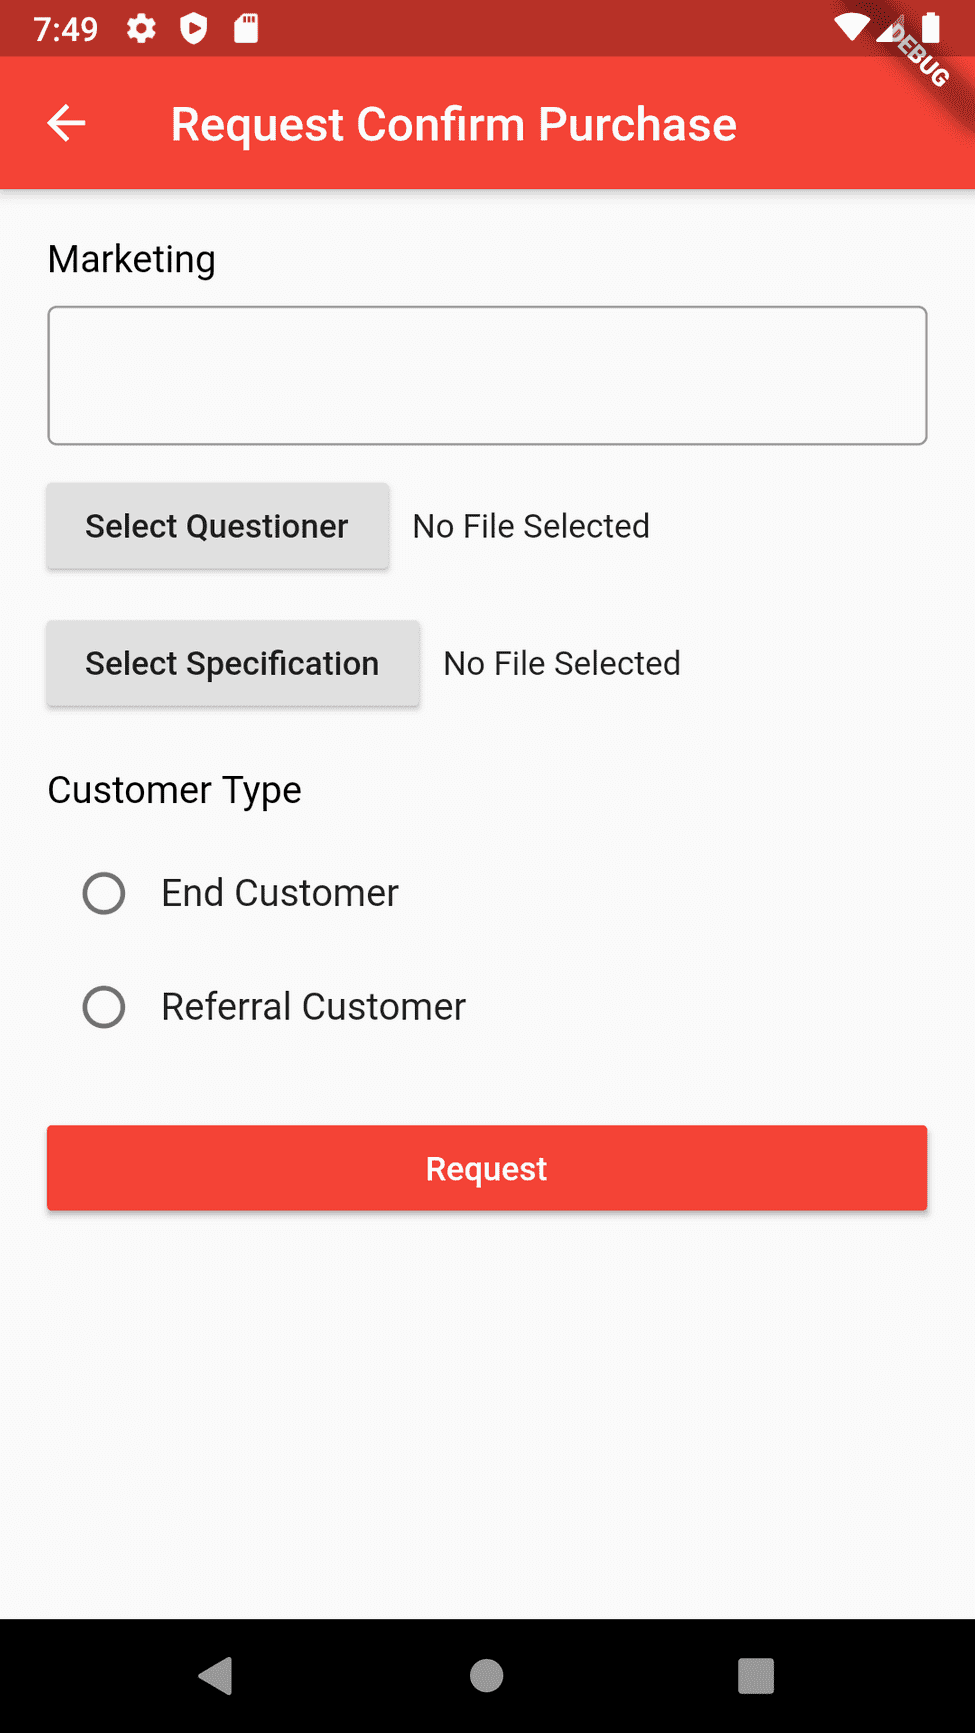 7:49
DEBUG
Request Confirm Purchase
Marketing
Select Questioner No File Selected
Select Specification No File Selected
Customer Type
End Customer
Referral Customer
Request